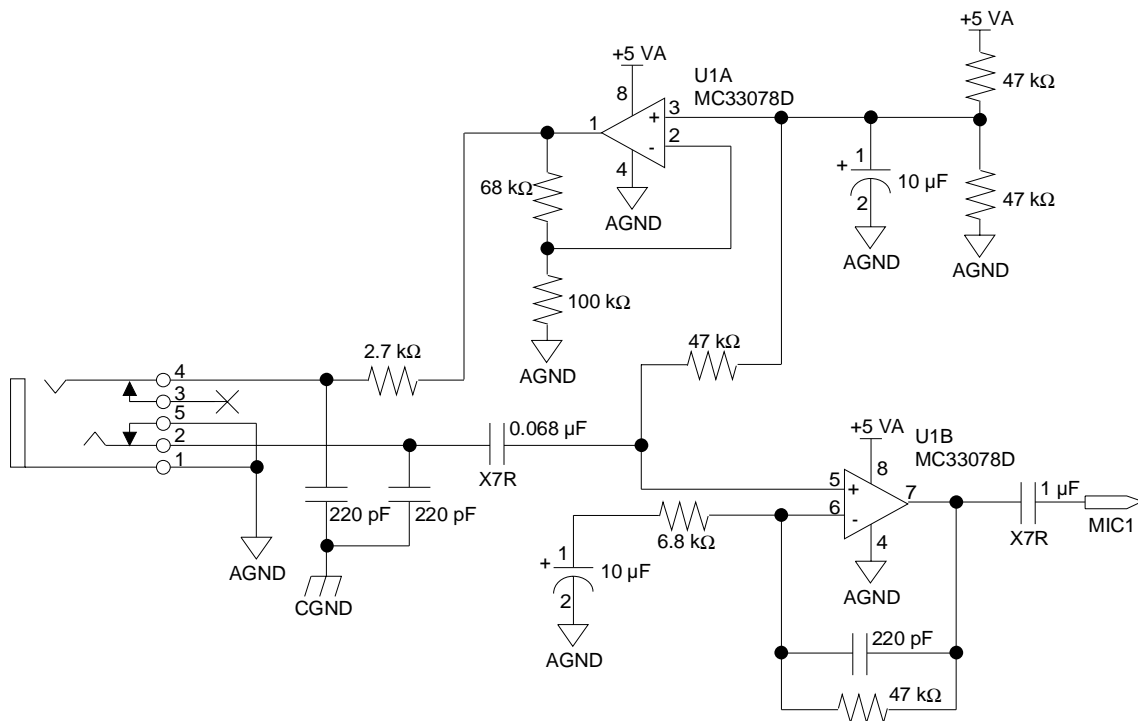 +5 VA
+5 VA
U1A
MC33078D
47 kΩ
8
3
+
1
2
-
4
AGND
68 kΩ
1
+
10 µF
2
AGND
47 kΩ
AGND
100 kΩ
AGND
2.7 kΩ
47 kΩ
4
3
5
2
1
0.068 µF
X7R
+5 VA
U1B
MC33078D
8
5
+
7
6
-
4
AGND
1 µF
X7R
MIC1
220 pF
220 pF
6.8 kΩ
1
+
10 µF
2
AGND
AGND
CGND
220 pF
47 kΩ